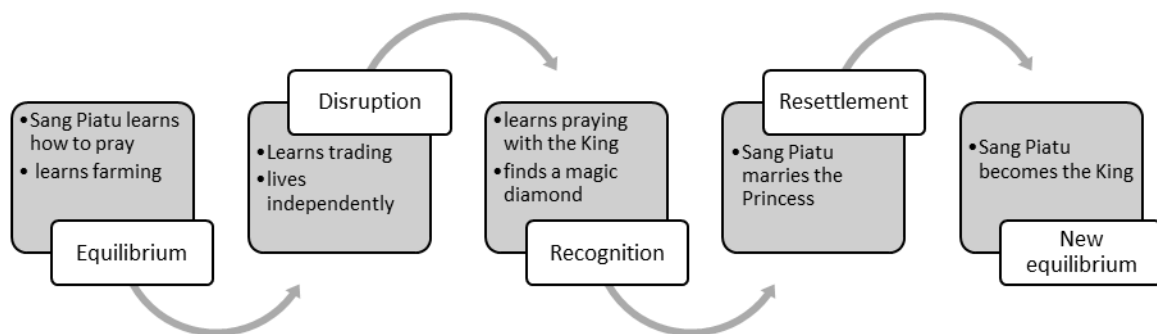 •Sang Piatu learns
how to pray
• learns farming
Equilibrium
Disruption
•Learns trading
•lives
independently
•learns praying
with the King
•finds a magic
diamond
Recognition
Resettlement
•Sang Piatu
marries the
Princess
•Sang Piatu
becomes the King
New
equilibrium